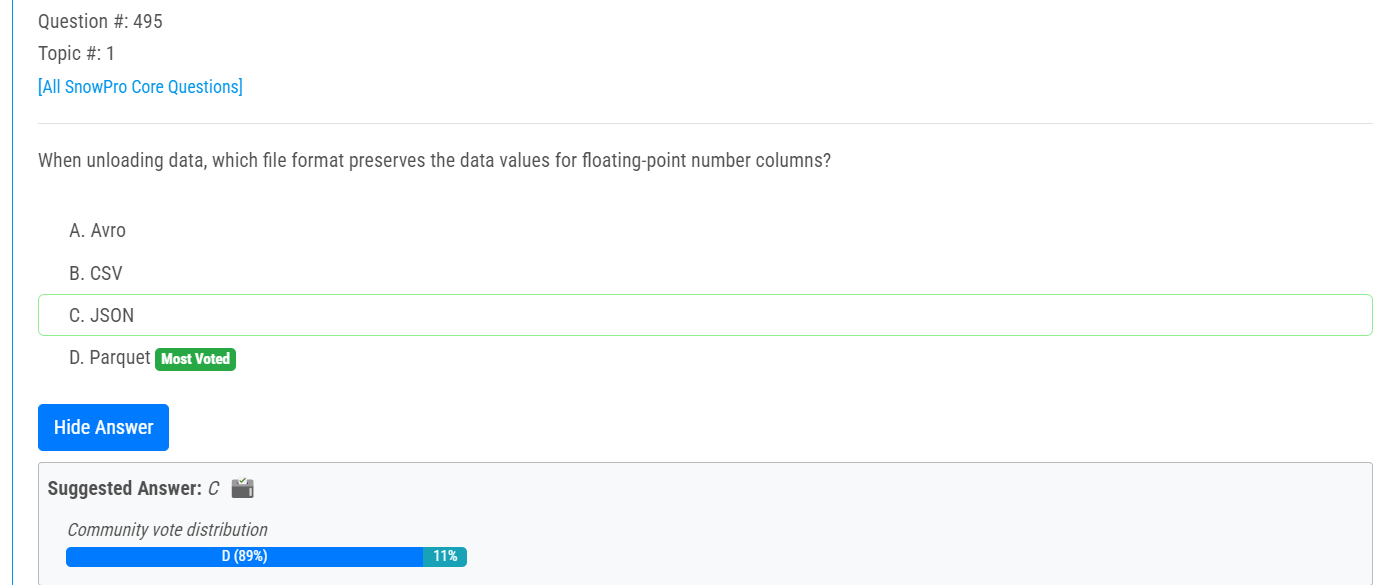 Question #: 495
Topic #: 1
[All SnowPro Core Questions]
When unloading data, which file format preserves the data values for floating-point number columns?
A. Avro
B. CSV
C. JSON
D. Parquet Most Voted
Hide Answer
Suggested Answer: C
Community vote distribution
D (89%) 11%